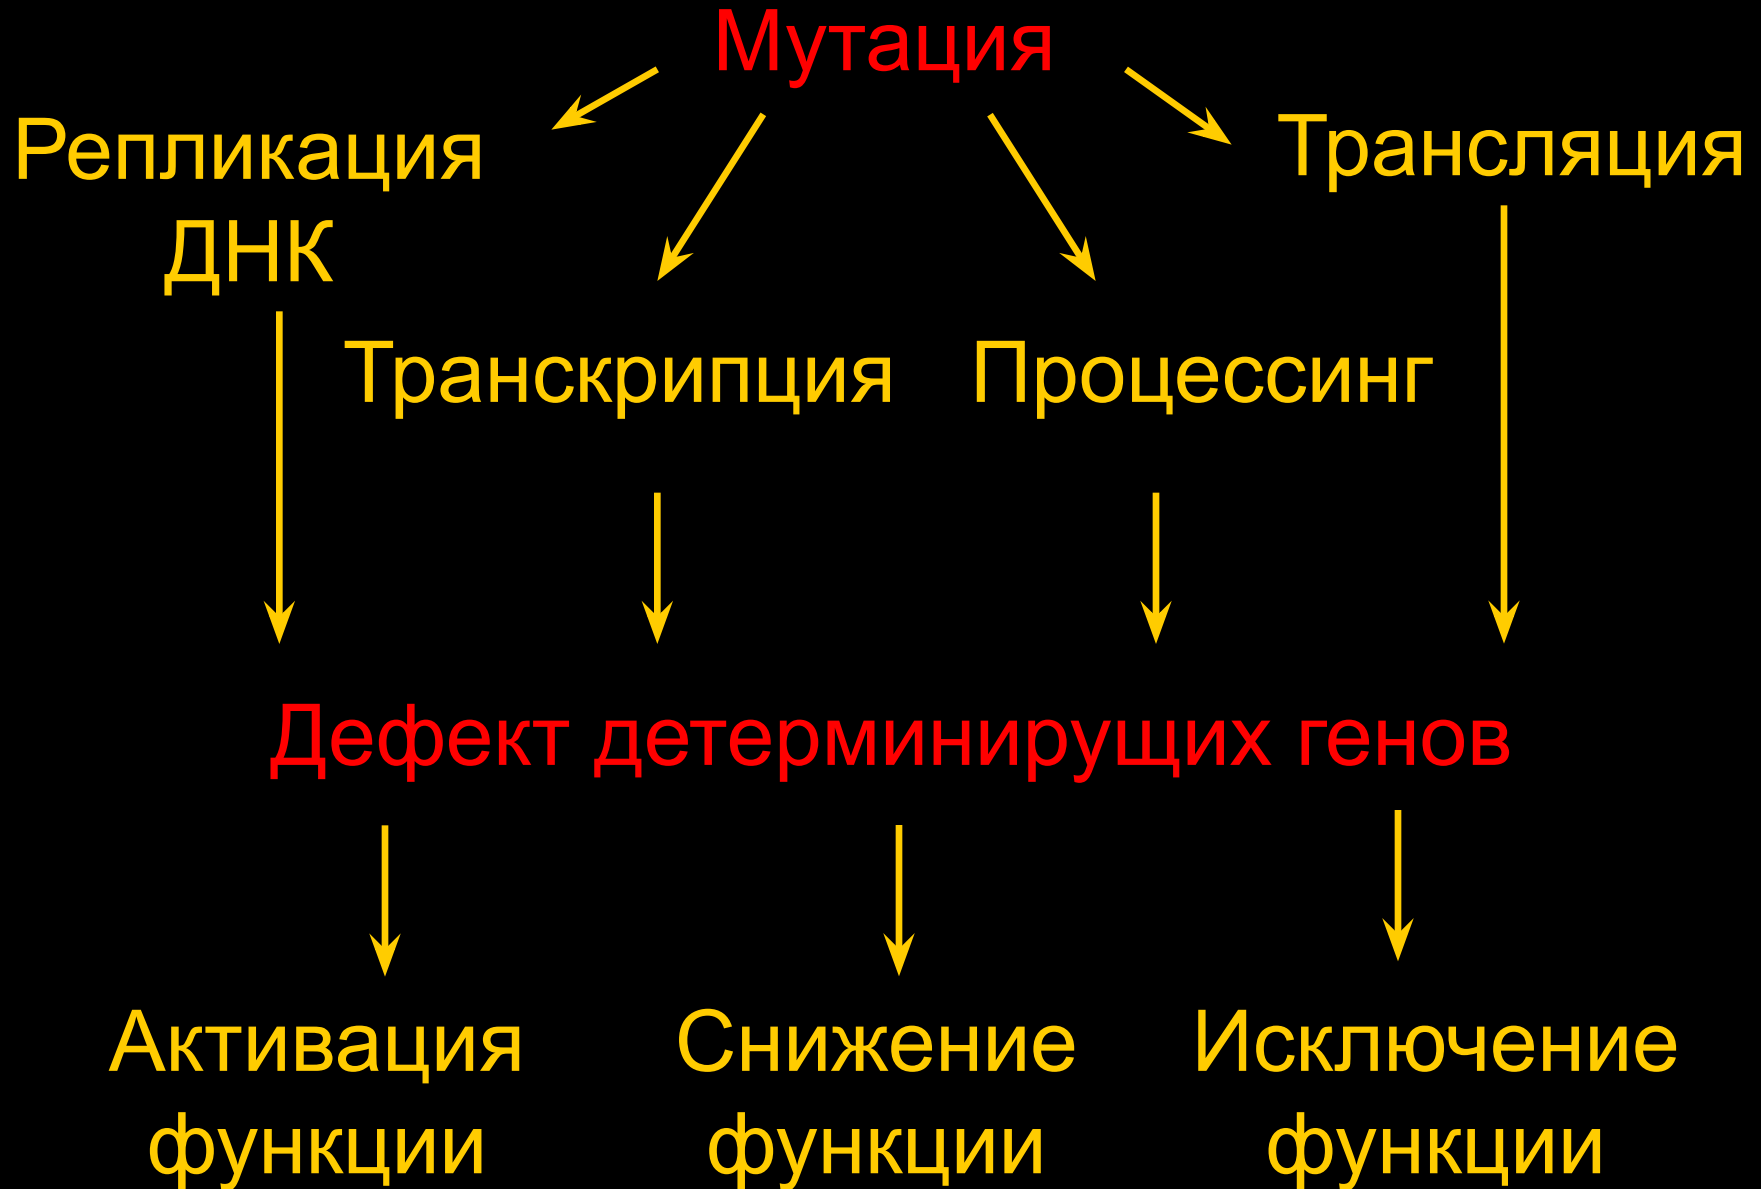 Мутация
Репликация
ДНК
Трансляция
Транскрипция
Процессинг
Дефект детерминирущих генов
Активация
функции
Снижение
функции
Исключение
функции